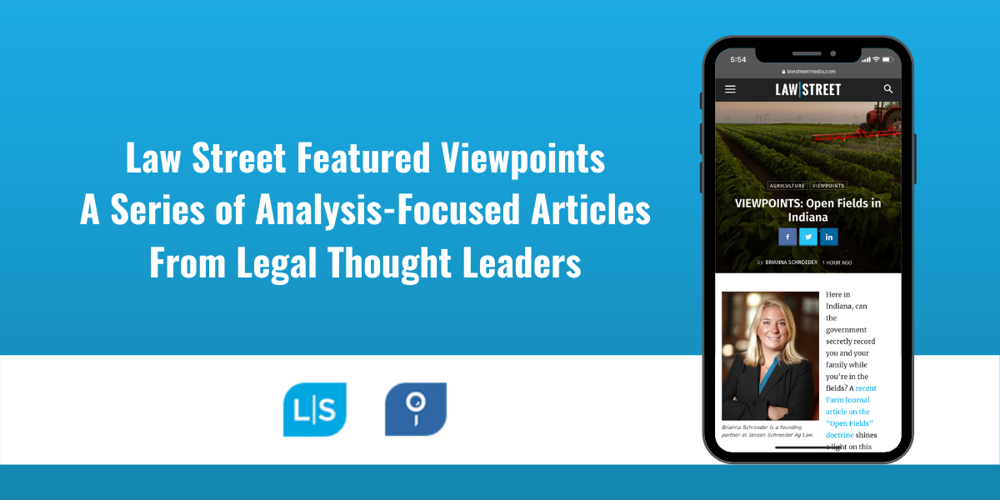 Law Street Featured Viewpoints
A Series of Analysis-Focused Articles
From Legal Thought Leaders
L|S
5:54
lawstreetmedia.com
LAW|STREET
AGRICULTURE VIEWPOINTS
VIEWPOINTS: Open Fields in
Indiana
f in
by BRIANNA SCHROEDER 1 HOUR AGO
Here in
Indiana, can
the
government
secretly record
you and your
family while
you're in the
fields? A recent
Farm Journal
article on the
"Open Fields"
doctrine shines
a light on this
Brianna Schroeder is a founding
partner at Janzan Schroeder Ag Law.